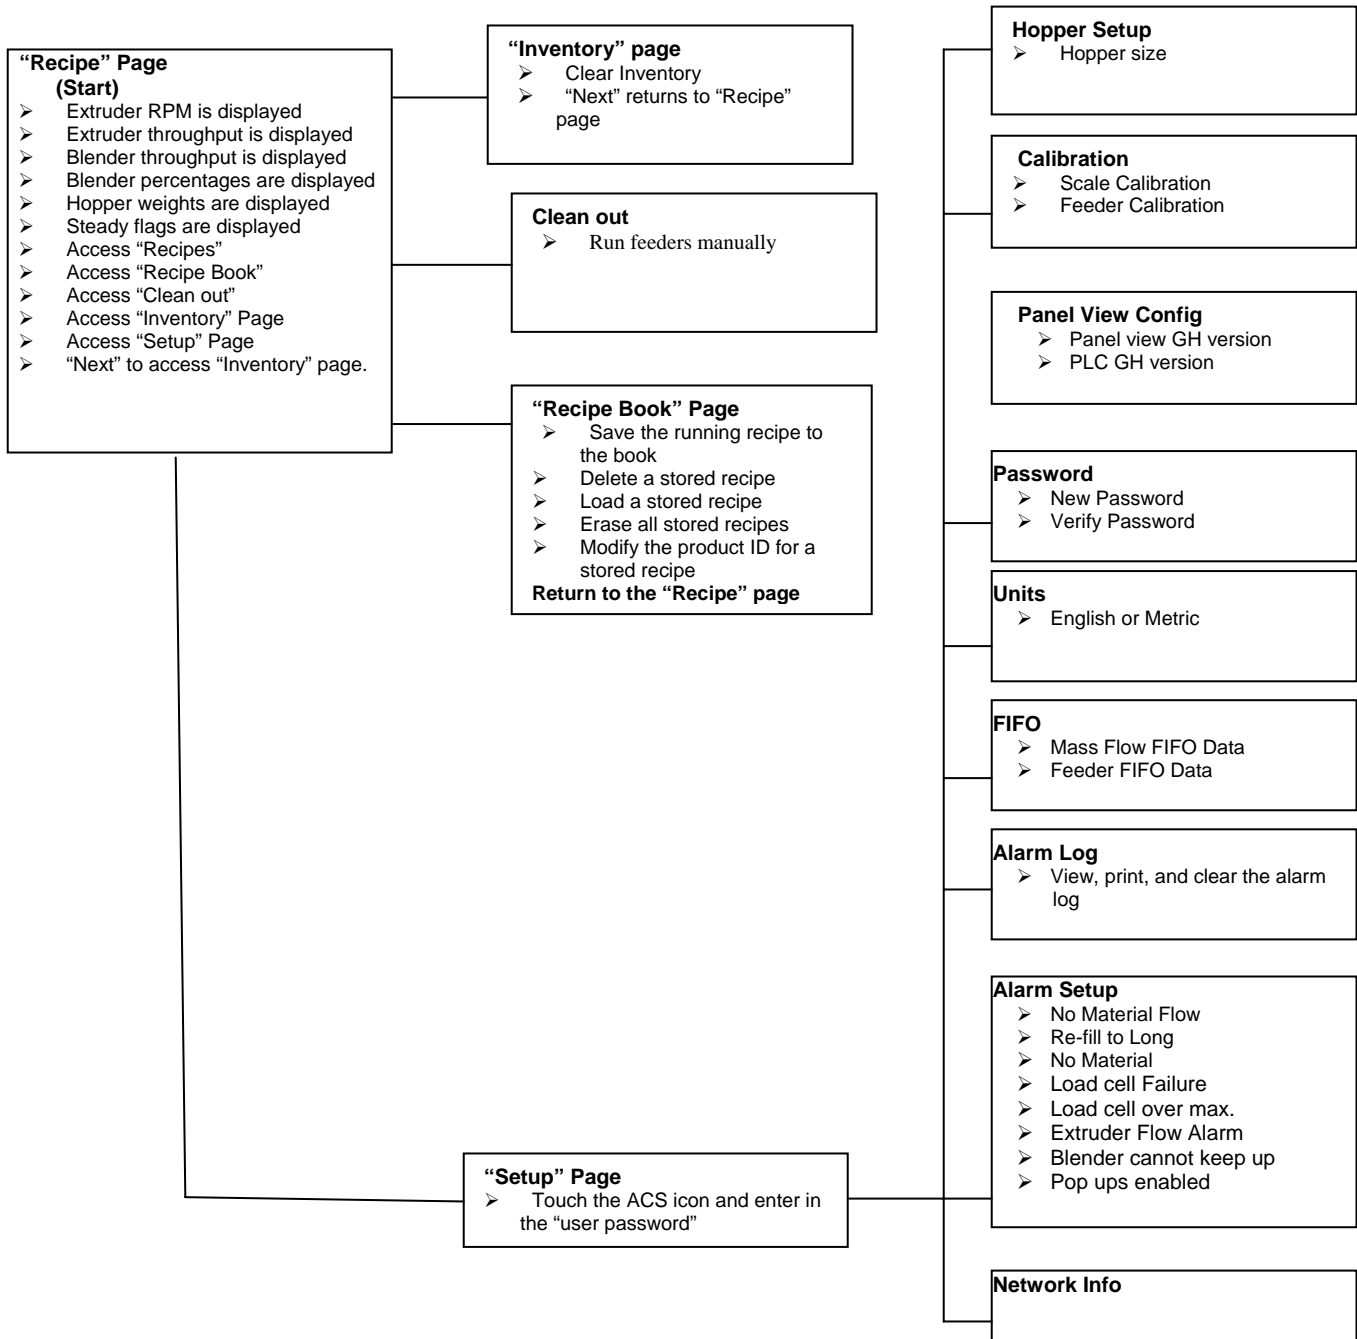 “Recipe” Page
(Start)
➢ Extruder RPM is displayed
➢ Extruder throughput is displayed
➢ Blender throughput is displayed
➢ Blender percentages are displayed
➢ Hopper weights are displayed
➢ Steady flags are displayed
➢ Access “Recipes”
➢ Access “Recipe Book”
➢ Access “Clean out”
➢ Access “Inventory” Page
➢ Access “Setup” Page
➢ “Next” to access “Inventory” page.
“Inventory” page
➢ Clear Inventory
➢ “Next” returns to “Recipe”
page
Clean out
➢ Run feeders manually
“Recipe Book” Page
➢ Save the running recipe to
the book
➢ Delete a stored recipe
➢ Load a stored recipe
➢ Erase all stored recipes
➢ Modify the product ID for a
stored recipe
Return to the “Recipe” page
“Setup” Page
➢ Touch the ACS icon and enter in
the “user password”
Hopper Setup
➢ Hopper size
Calibration
➢ Scale Calibration
➢ Feeder Calibration
Panel View Config
➢ Panel view GH version
➢ PLC GH version
Password
➢ New Password
➢ Verify Password
Units
➢ English or Metric
FIFO
➢ Mass Flow FIFO Data
➢ Feeder FIFO Data
Alarm Log
➢ View, print, and clear the alarm
log
Alarm Setup
➢ No Material Flow
➢ Re-fill to Long
➢ No Material
➢ Load cell Failure
➢ Load cell over max.
➢ Extruder Flow Alarm
➢ Blender cannot keep up
➢ Pop ups enabled
Network Info